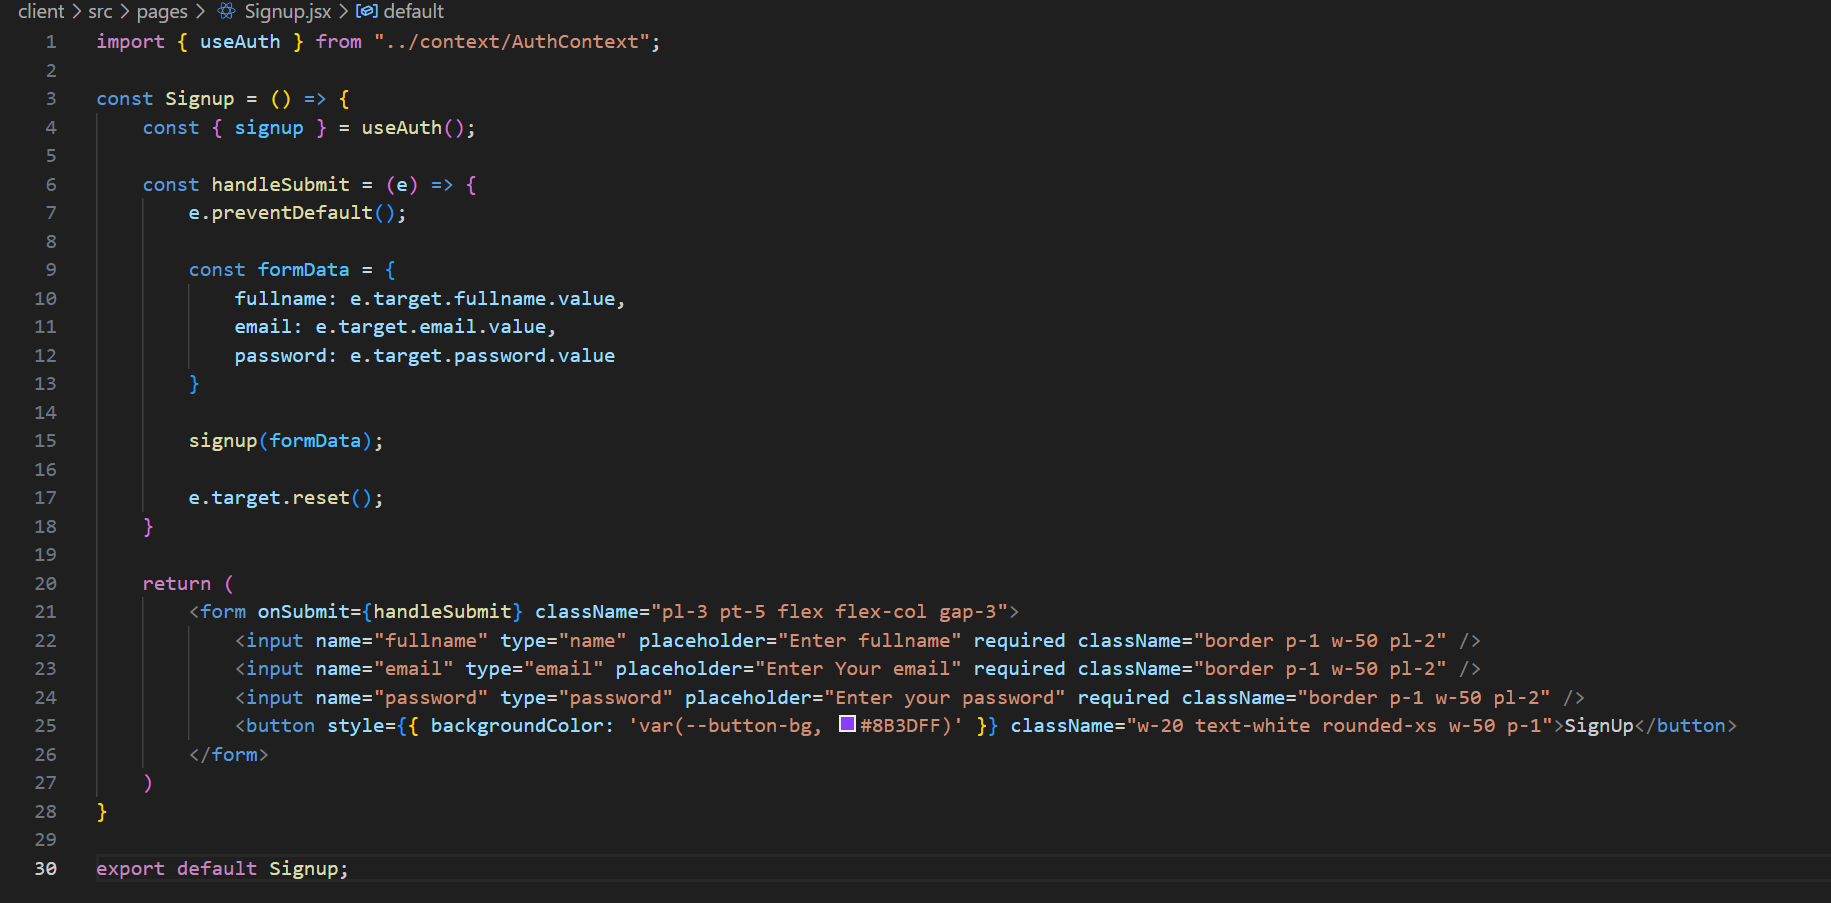 client > src > pages > Signup.jsx > default
1 import { useAuth } from "../context/AuthContext";
2
3 const Signup = () => {
4     const { signup } = useAuth();
5
6     const handleSubmit = (e) => {
7         e.preventDefault();
8
9         const formData = {
10             fullname: e.target.fullname.value,
11             email: e.target.email.value,
12             password: e.target.password.value
13         }
14
15         signup(formData);
16
17         e.target.reset();
18     }
19
20     return (
21         <form onSubmit={handleSubmit} className="pl-3 pt-5 flex flex-col gap-3">
22             <input name="fullname" type="name" placeholder="Enter fullname" required className="border p-1 w-50 pl-2" />
23             <input name="email" type="email" placeholder="Enter Your email" required className="border p-1 w-50 pl-2" />
24             <input name="password" type="password" placeholder="Enter your password" required className="border p-1 w-50 pl-2" />
25             <button style={{ backgroundColor: 'var(--button-bg, #8B3DFF)' }} className="w-20 text-white rounded-xs w-50 p-1">SignUp</button>
26         </form>
27     )
28 }
29
30 export default Signup;